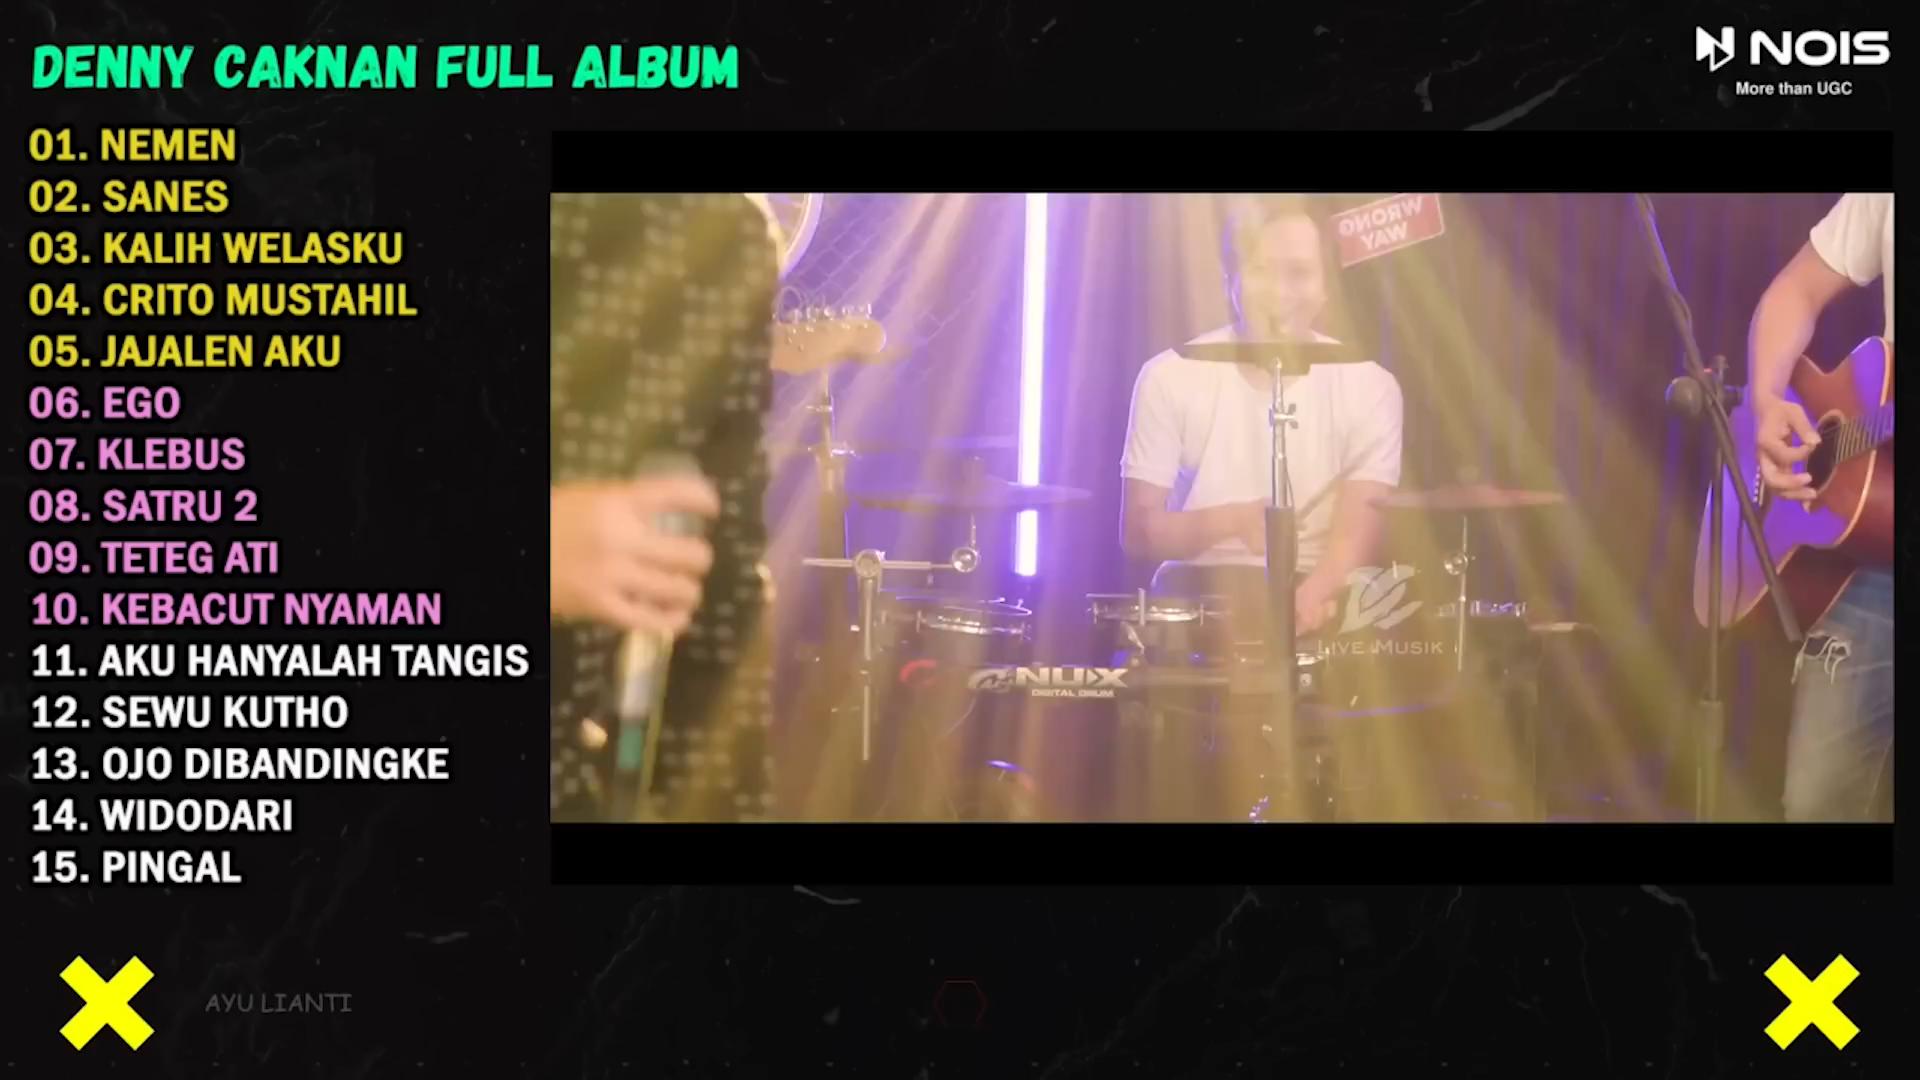 DENNY CAKNAN FULL ALBUM
NOIS
More than UGC
01. NEMEN
02. SANES
03. KALIH WELASKU
04. CRITO MUSTAHIL
05. JAJALEN AKU
06. EGO
07. KLEBUS
08. SATRU 2
09. TETEG ATI
10. KEBACUT NYAMAN
11. AKU HANYALAH TANGIS
12. SEWU KUTHO
13. OJO DIBANDINGKE
14. WIDODARI
15. PINGAL
WRONG
WAY
DC
LIVE MUSIK
NUX
DIGITAL DRUM
AYU LIANTI